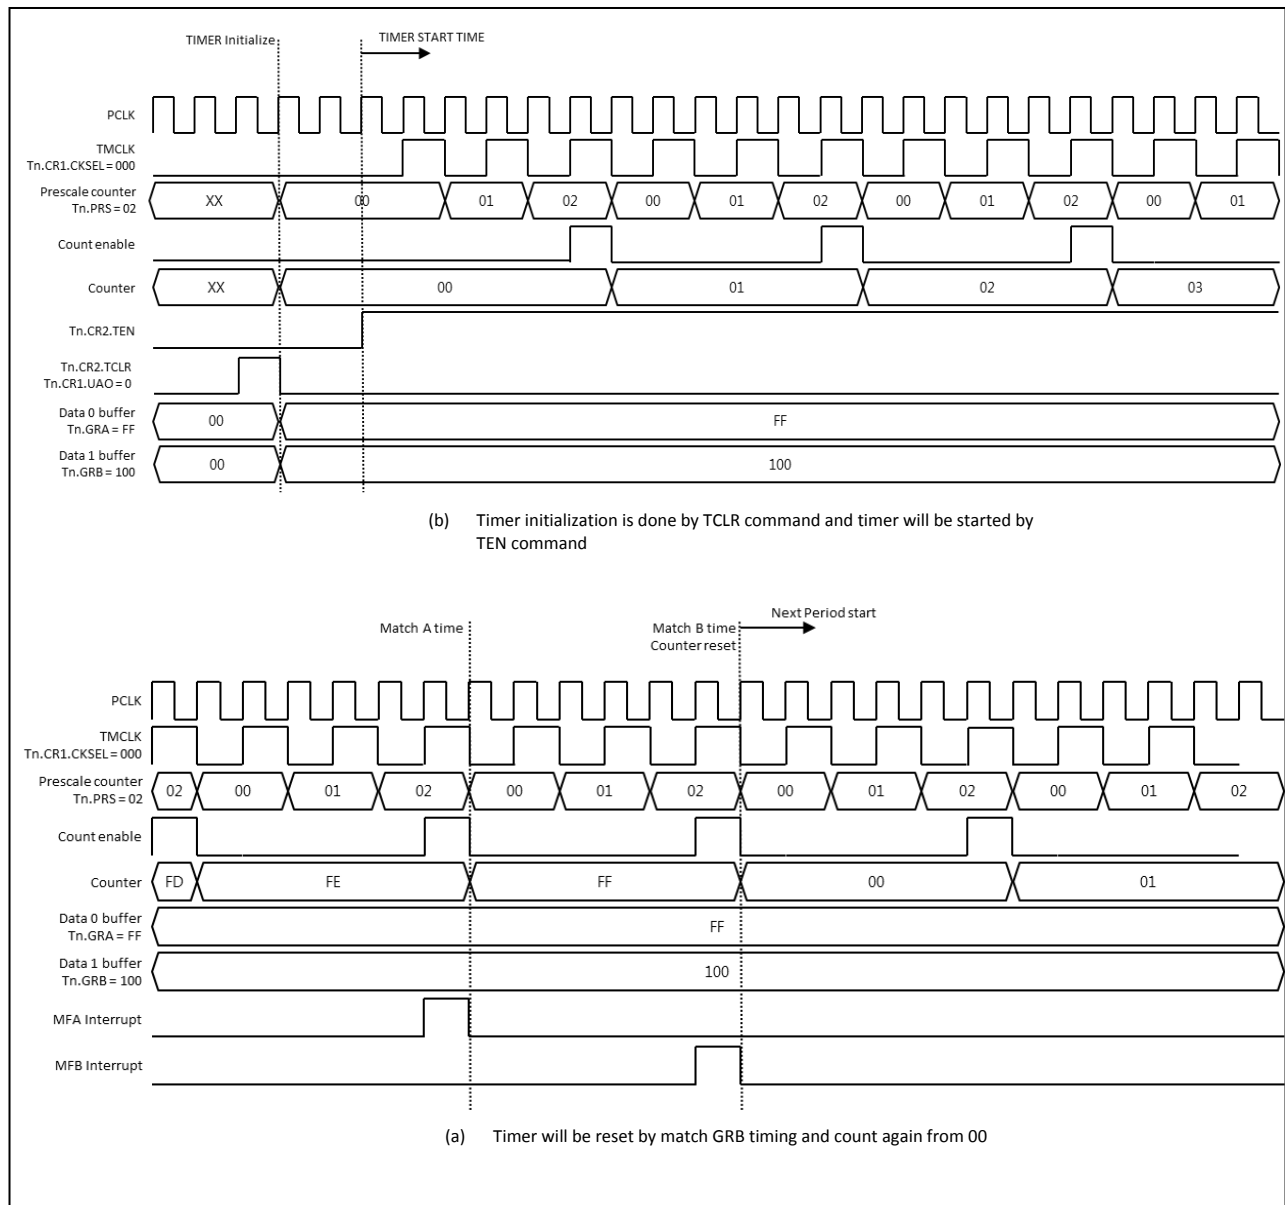 TIMER Initialize
TIMER START TIME
PCLK
TMCLK
Tn.CR1.CKSEL = 000
Prescale counter
Tn.PRS = 02
XX 00 01 02 00 01 02 00 01 02 00 01
Count enable
Counter
XX 00 01 02 03
Tn.CR2.TEN
Tn.CR2.TCLR
Tn.CR1.UAO = 0
Data 0 buffer
Tn.GRA = FF
00 FF
Data 1 buffer
Tn.GRB = 100
00 100
(b) Timer initialization is done by TCLR command and timer will be started by
TEN command
Match A time
Match B time
Counter reset
Next Period start
PCLK
TMCLK
Tn.CR1.CKSEL = 000
Prescale counter
Tn.PRS = 02
02 00 01 02 00 01 02 00 01 02 00 01 02
Count enable
Counter
FD FE FF 00 01
Data 0 buffer
Tn.GRA = FF
FF
Data 1 buffer
Tn.GRB = 100
100
MFA Interrupt
MFB Interrupt
(a) Timer will be reset by match GRB timing and count again from 00